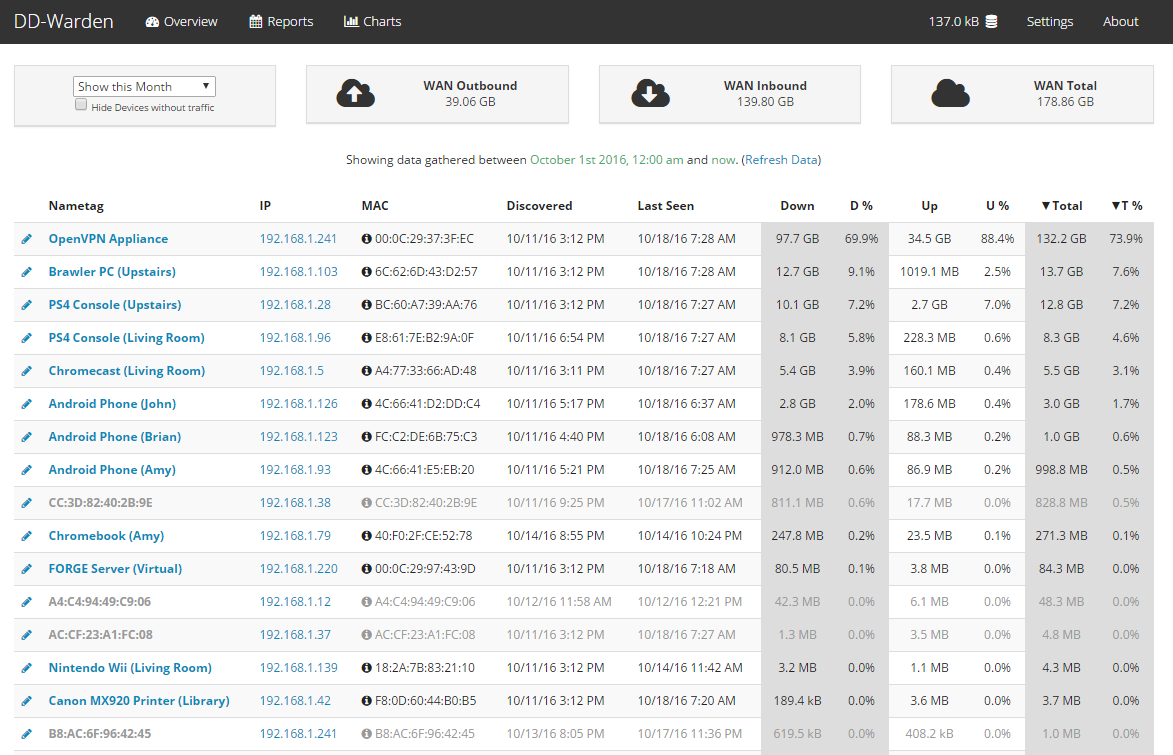 DD-Warden Overview Reports Charts 137.0 kB Settings About
Show this Month ▼
Hide Devices without traffic
WAN Outbound
39.06 GB
WAN Inbound
139.80 GB
WAN Total
178.86 GB
Showing data gathered between October 1st 2016, 12:00 am and now. (Refresh Data)
Nametag IP MAC Discovered Last Seen Down D % Up U % ▼Total ▼T %
OpenVPN Appliance 192.168.1.241 00:0C:29:37:3F:EC 10/11/16 3:12 PM 10/18/16 7:28 AM 97.7 GB 69.9% 34.5 GB 88.4% 132.2 GB 73.9%
Brawler PC (Upstairs) 192.168.1.103 6C:62:6D:43:D2:57 10/11/16 3:12 PM 10/18/16 7:28 AM 12.7 GB 9.1% 1019.1 MB 2.5% 13.7 GB 7.6%
PS4 Console (Upstairs) 192.168.1.28 BC:60:A7:39:AA:76 10/11/16 3:12 PM 10/18/16 7:27 AM 10.1 GB 7.2% 2.7 GB 7.0% 12.8 GB 7.2%
PS4 Console (Living Room) 192.168.1.96 E8:61:7E:B2:9A:0F 10/11/16 6:54 PM 10/18/16 7:27 AM 8.1 GB 5.8% 228.3 MB 0.6% 8.3 GB 4.6%
Chromecast (Living Room) 192.168.1.5 A4:77:33:66:AD:48 10/11/16 3:11 PM 10/18/16 7:27 AM 5.4 GB 3.9% 160.1 MB 0.4% 5.5 GB 3.1%
Android Phone (John) 192.168.1.126 4C:66:41:D2:DD:C4 10/11/16 5:17 PM 10/18/16 6:37 AM 2.8 GB 2.0% 178.6 MB 0.4% 3.0 GB 1.7%
Android Phone (Brian) 192.168.1.123 FC:C2:DE:6B:75:C3 10/11/16 4:40 PM 10/18/16 6:08 AM 978.3 MB 0.7% 88.3 MB 0.2% 1.0 GB 0.6%
Android Phone (Amy) 192.168.1.93 4C:66:41:E5:EB:20 10/11/16 5:21 PM 10/18/16 7:25 AM 912.0 MB 0.6% 86.9 MB 0.2% 998.8 MB 0.5%
CC:3D:82:40:2B:9E 192.168.1.38 CC:3D:82:40:2B:9E 10/11/16 9:25 PM 10/17/16 11:02 AM 811.1 MB 0.6% 17.7 MB 0.0% 828.8 MB 0.5%
Chromebook (Amy) 192.168.1.79 40:F0:2F:CE:52:78 10/14/16 8:55 PM 10/14/16 10:24 PM 247.8 MB 0.2% 23.5 MB 0.1% 271.3 MB 0.1%
FORGE Server (Virtual) 192.168.1.220 00:0C:29:97:43:9D 10/11/16 3:12 PM 10/18/16 7:18 AM 80.5 MB 0.1% 3.8 MB 0.0% 84.3 MB 0.0%
A4:C4:94:49:C9:06 192.168.1.12 A4:C4:94:49:C9:06 10/12/16 11:58 AM 10/12/16 12:21 PM 42.3 MB 0.0% 6.1 MB 0.0% 48.3 MB 0.0%
AC:CF:23:A1:FC:08 192.168.1.37 AC:CF:23:A1:FC:08 10/11/16 3:12 PM 10/18/16 7:27 AM 1.3 MB 0.0% 3.5 MB 0.0% 4.8 MB 0.0%
Nintendo Wii (Living Room) 192.168.1.139 18:2A:7B:83:21:10 10/11/16 3:12 PM 10/14/16 11:42 AM 3.2 MB 0.0% 1.1 MB 0.0% 4.3 MB 0.0%
Canon MX920 Printer (Library) 192.168.1.42 F8:0D:60:44:B0:B5 10/11/16 3:12 PM 10/18/16 7:20 AM 189.4 kB 0.0% 3.6 MB 0.0% 3.7 MB 0.0%
B8:AC:6F:96:42:45 192.168.1.241 B8:AC:6F:96:42:45 10/13/16 8:05 PM 10/17/16 11:36 PM 619.5 kB 0.0% 408.2 kB 0.0% 1.0 MB 0.0%